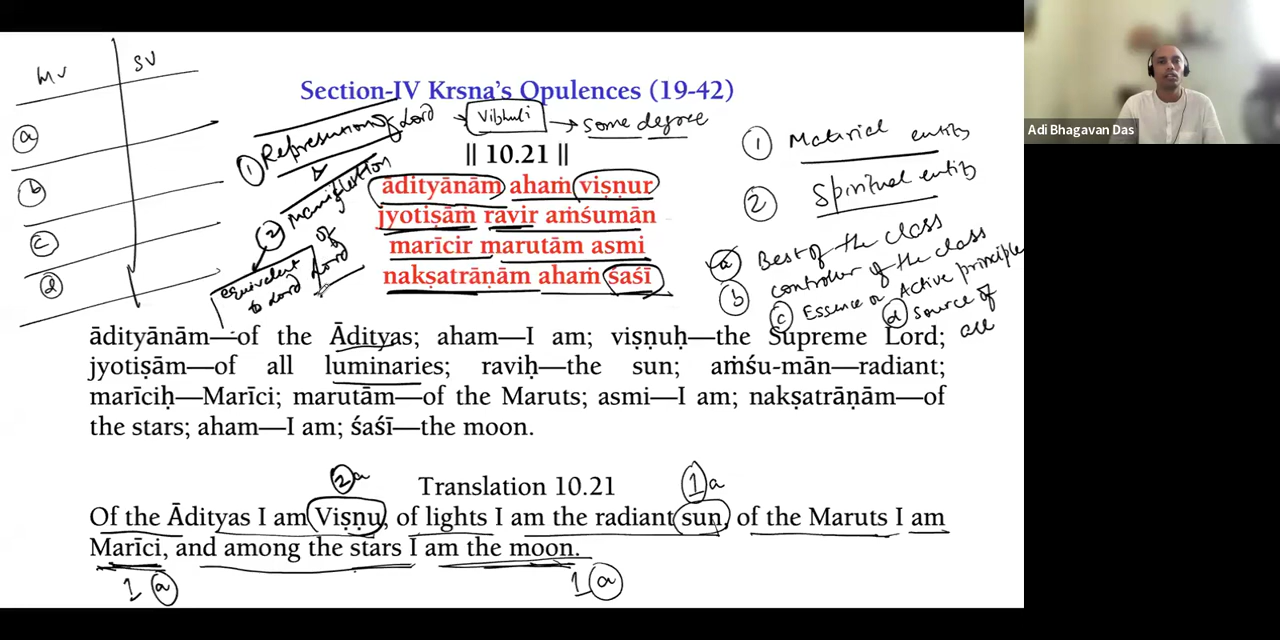 MV
SV
a
b
c
d
Section-IV Krsna's Opulences (19-42)
① of Lord → Vibhuti → some degree
② Manifestation of Lord
equivalent to Lord
|| 10.21 ||
ādityānām ahaṁ viṣṇur
jyotiṣāṁ ravir aṁśumān
marīcir marutām asmi
nakṣatrāṇām ahaṁ śaśī
① Material entity
② Spiritual entity
ⓐ Best of the class
ⓑ controller of the class
ⓒ Essence or Active principle
ⓓ Source of all
ādityānām—of the Ādityas; aham—I am; viṣṇuḥ—the Supreme Lord;
jyotiṣām—of all luminaries; raviḥ—the sun; aṁśu-mān—radiant;
marīciḥ—Marīci; marutām—of the Maruts; asmi—I am; nakṣatrāṇām—of
the stars; aham—I am; śaśī—the moon.
②a
①a
Translation 10.21
Of the Ādityas I am Viṣṇu, of lights I am the radiant sun, of the Maruts I am
Marīci, and among the stars I am the moon.
1 ⓐ
1 ⓐ
Adi Bhagavan Das